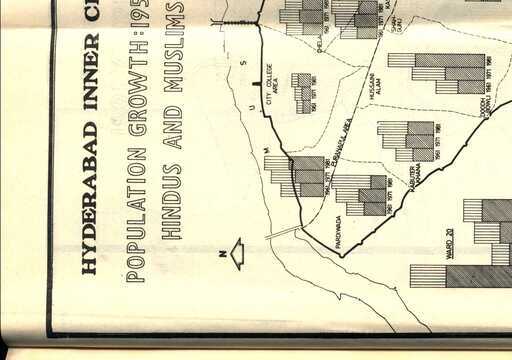 HYDERABAD INNER CI
POPULATION GROWTH : 195
HINDUS AND MUSLIMS
N
M U S
CITY COLLEGE
AREA
1961 1971 1981
1961 1971 1981
CHELA
1961 1971 1981
PARDIWADA
PURANAPUL AREA
1961 1971 1981
1961 1971 1981
HUSSAINI
ALAM
SHAH-
GUNJ
KABUTER
KHANA
1961 1971 1981
WARD 20
DOODH
BOWLI
1961 1971 1981